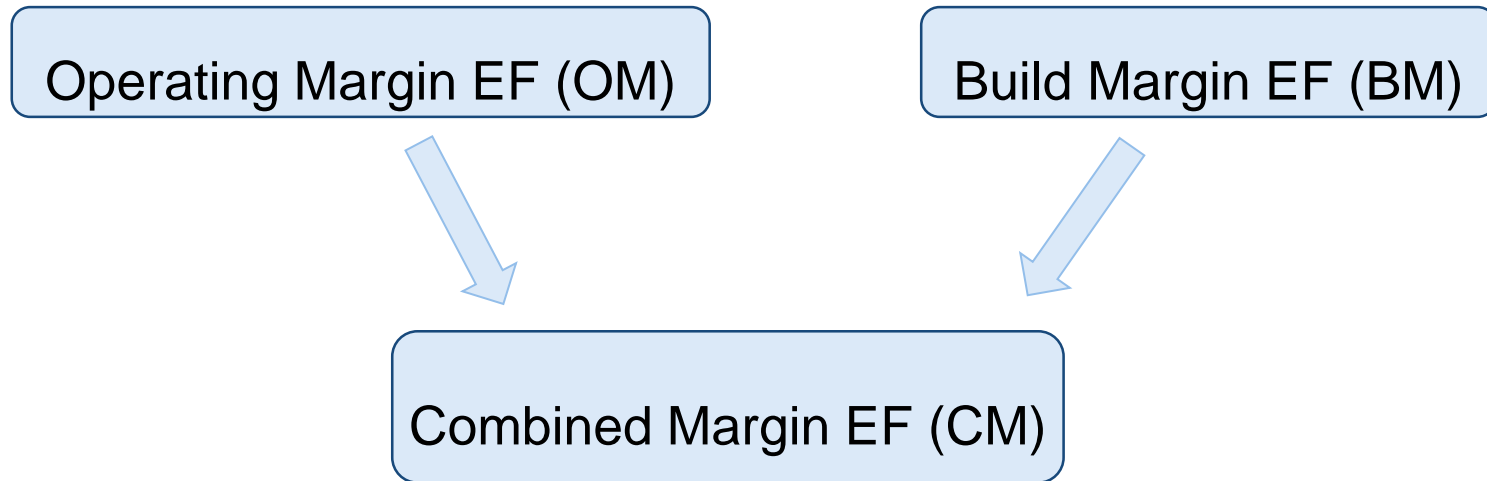 Operating Margin EF (OM)
Build Margin EF (BM)
Combined Margin EF (CM)